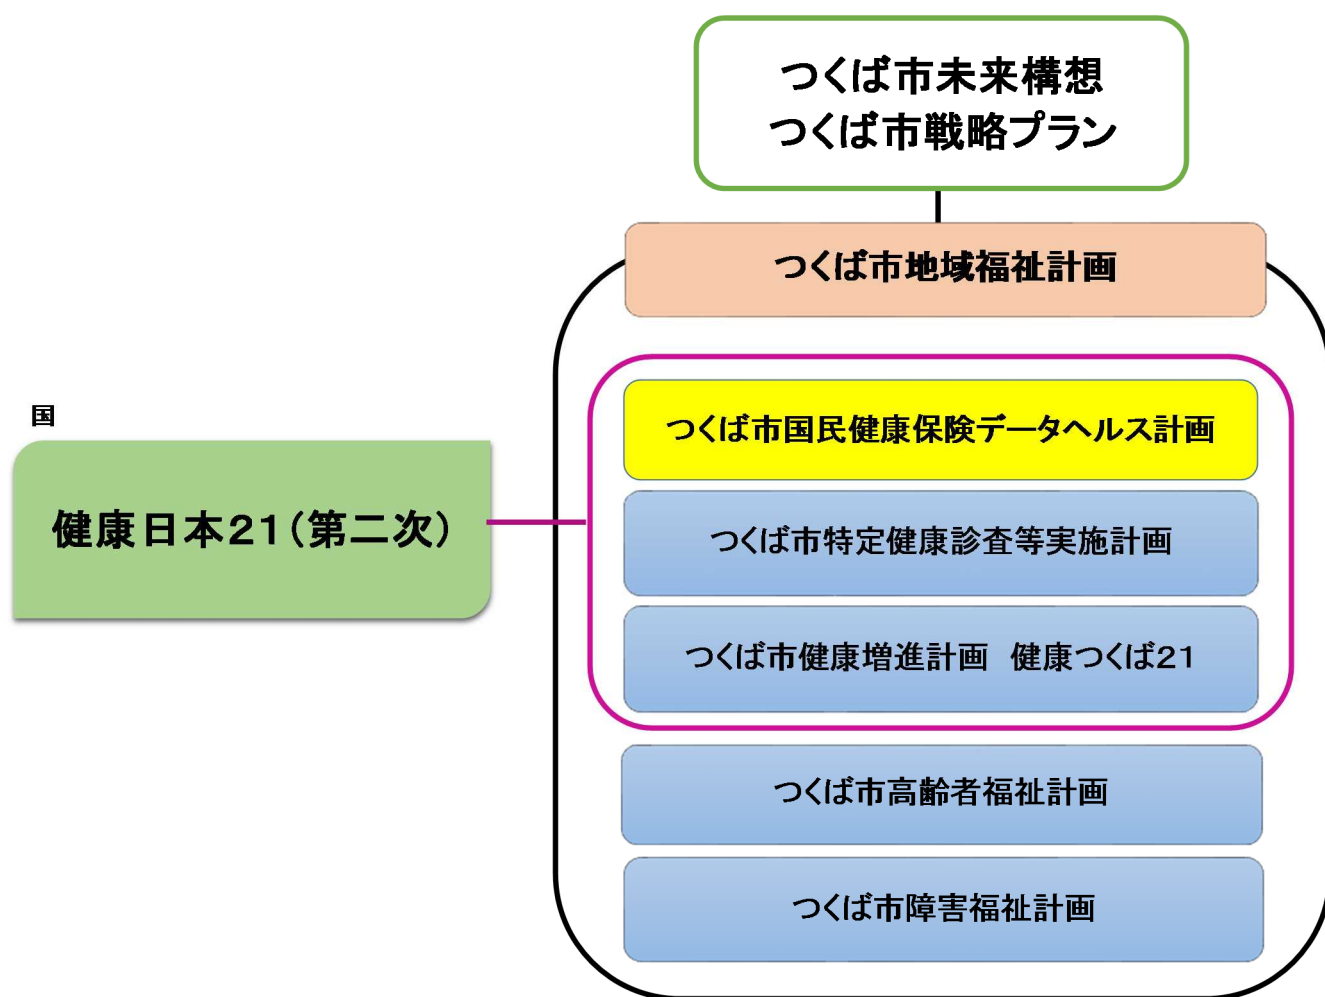 つくば市未来構想
つくば市戦略プラン
つくば市地域福祉計画
国
健康日本21(第二次)
つくば市国民健康保険データヘルス計画
つくば市特定健康診査等実施計画
つくば市健康増進計画　健康つくば21
つくば市高齢者福祉計画
つくば市障害福祉計画